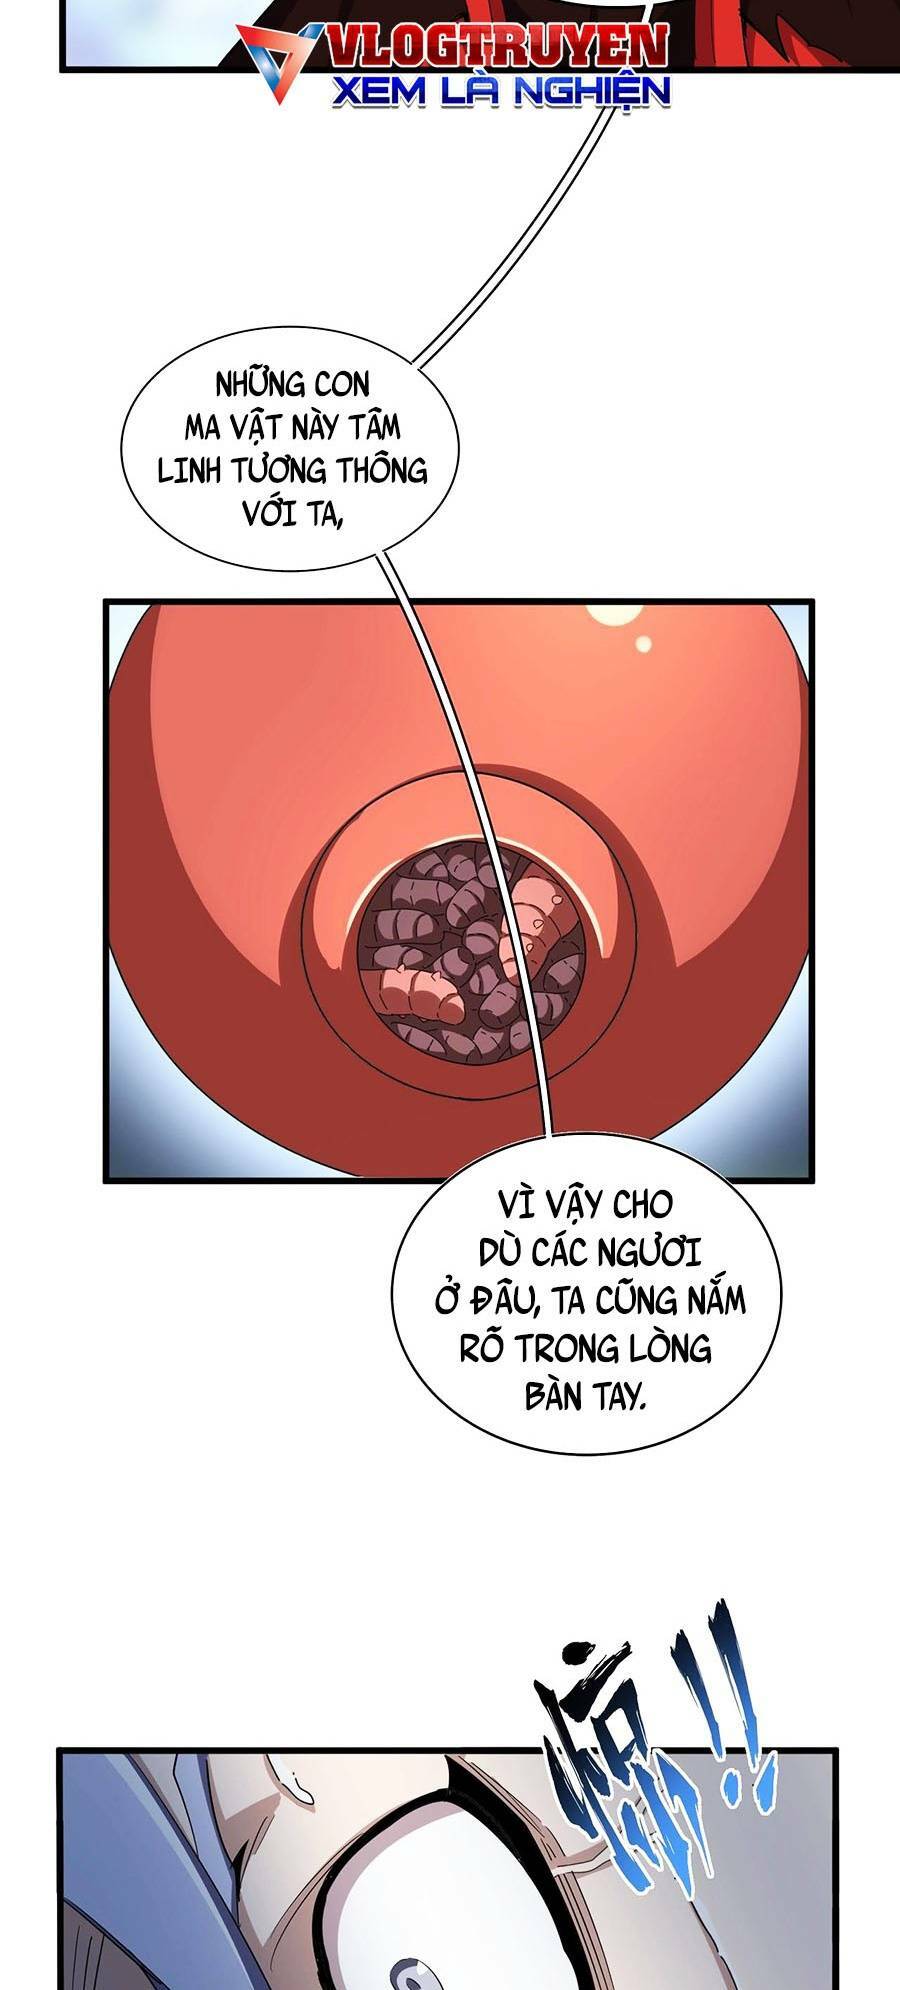 VLOGTRUYEN
XEM LÀ NGHIỆN
NHỮNG CON
MA VẬT NÀY TÂM
LINH TƯƠNG THÔNG
VỚI TA,
VÌ VẬY CHO
DÙ CÁC NGƯƠI
Ở ĐÂU, TA CŨNG NẮM
RÕ TRONG LÒNG
BÀN TAY.
惊!!